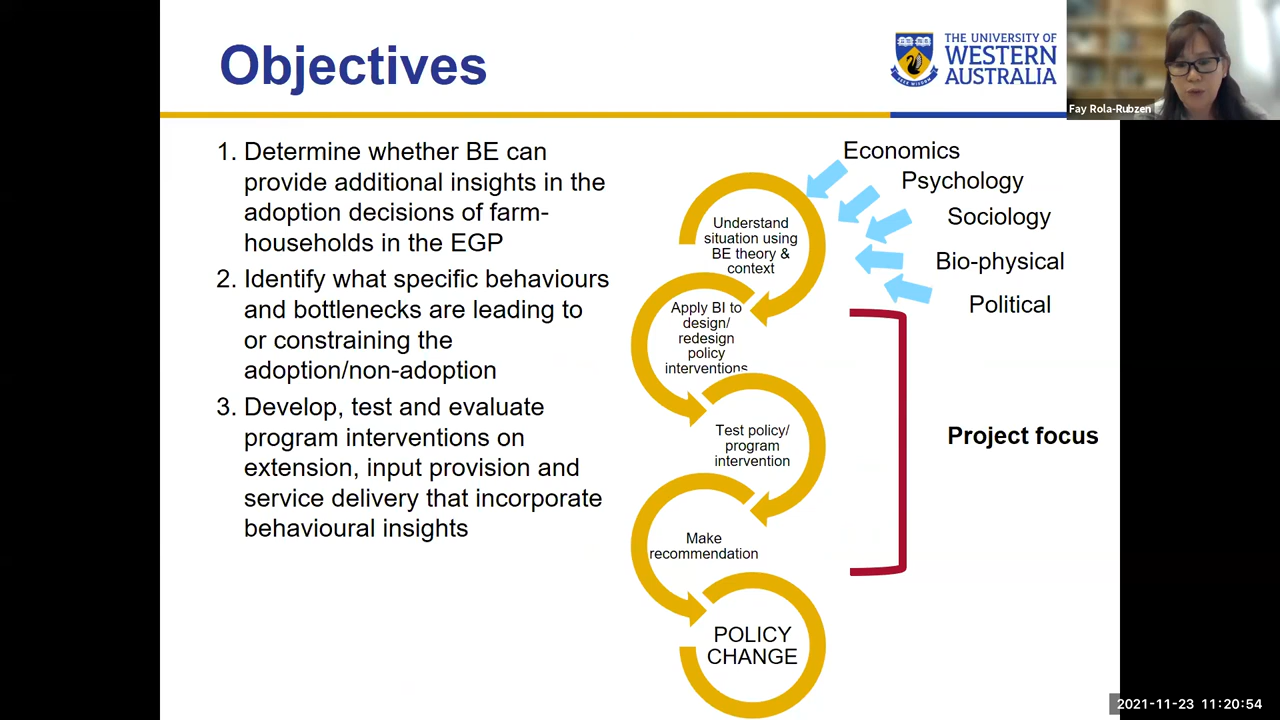 Objectives
THE UNIVERSITY OF
WESTERN
AUSTRALIA
Fay Rola-Rubzen
1. Determine whether BE can
provide additional insights in the
adoption decisions of farm-
households in the EGP
2. Identify what specific behaviours
and bottlenecks are leading to
or constraining the
adoption/non-adoption
3. Develop, test and evaluate
program interventions on
extension, input provision and
service delivery that incorporate
behavioural insights
Economics
Psychology
Sociology
Bio-physical
Political
Understand
situation using
BE theory &
context
Apply BI to
design/
redesign
policy
interventions
Test policy/
program
intervention
Make
recommendation
POLICY
CHANGE
Project focus
2021-11-23 11:20:54